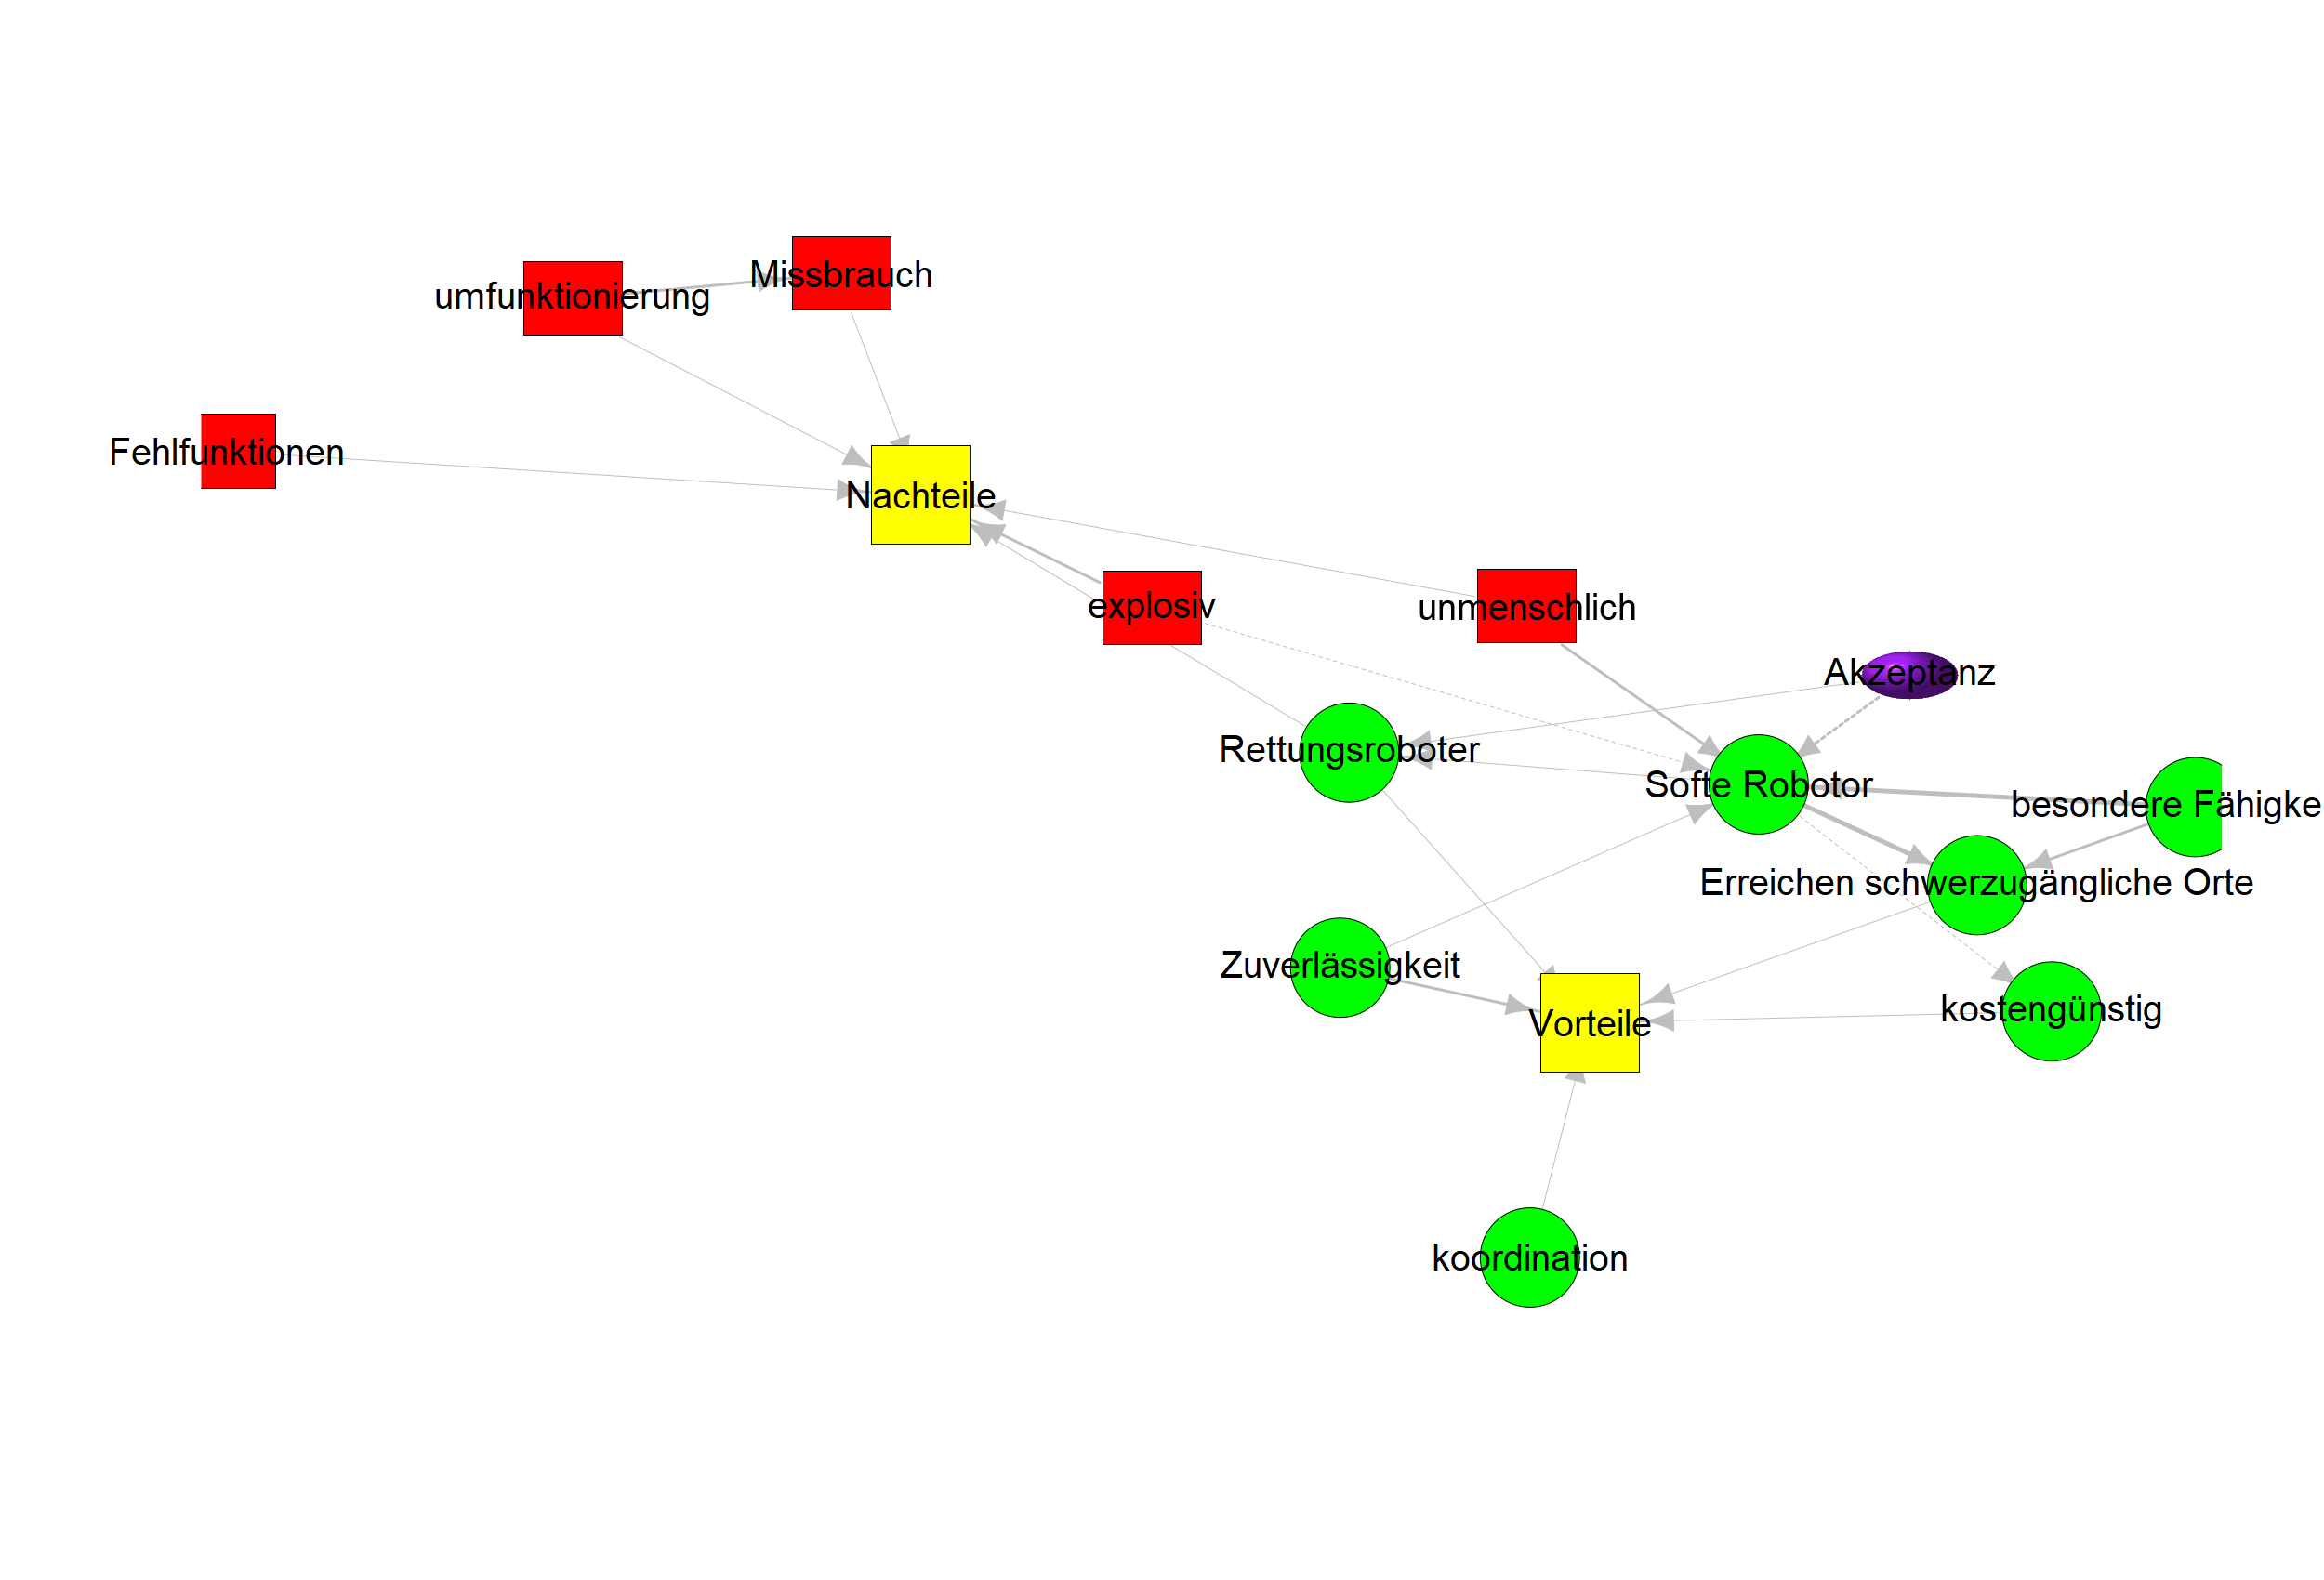 Missbrauch
umfunktionierung
Fehlfunktionen
Nachteile
explosiv
unmenschlich
Akzeptanz
Rettungsroboter
Softe Robotor
besondere Fähigke
Erreichen schwerzugängliche Orte
Zuverlässigkeit
kostengünstig
Vorteile
koordination